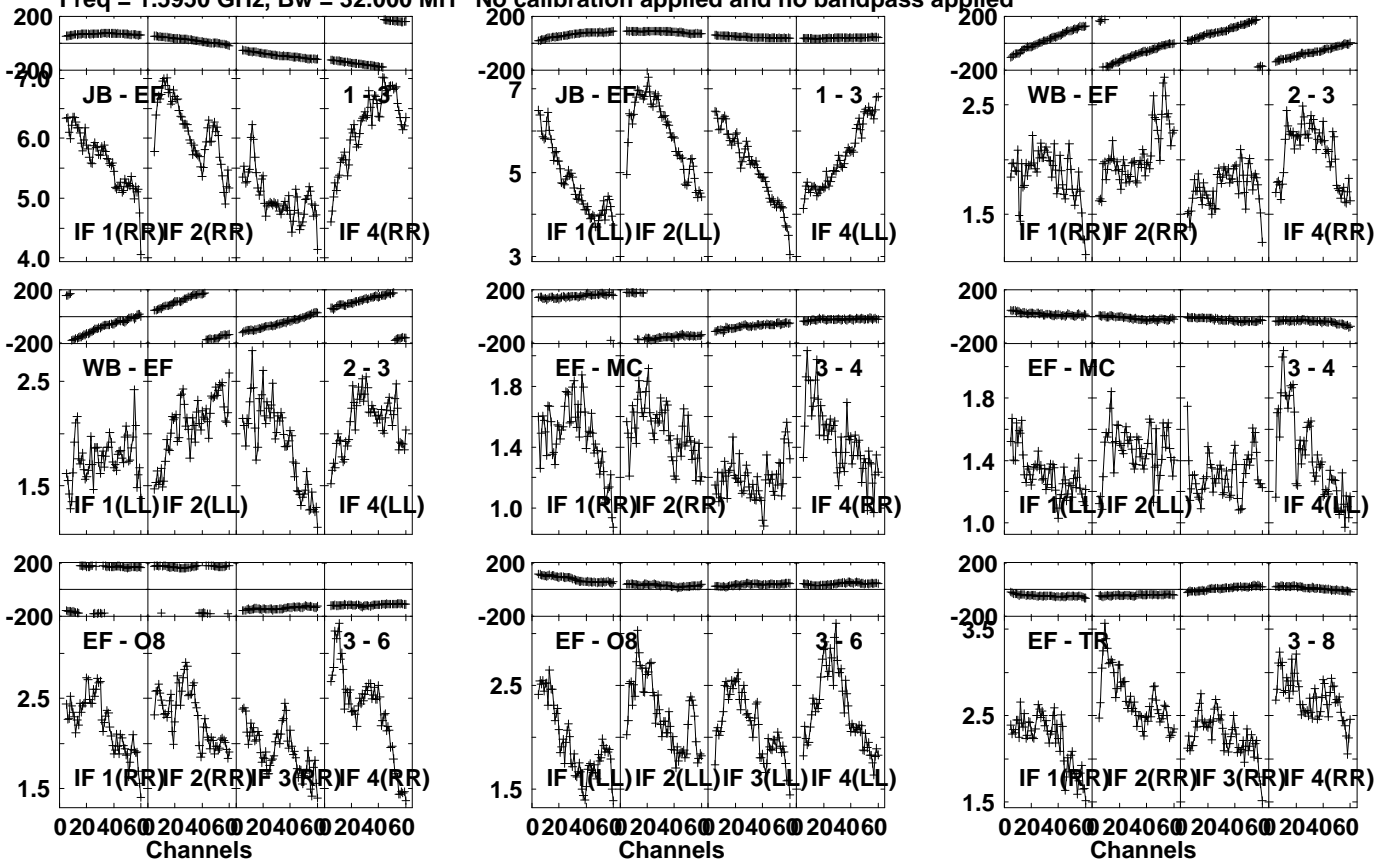 Freq = 1.5950 GHz, Bw = 32.000 MH No calibration applied and no bandpass applied
200 200 200
-200 -200 -200
7.0 JB - EF 1 - 3 7 JB - EF 1 - 3 WB - EF 2 - 3
2.5
6.0
5.0 5 1.5
IF 1(RR) IF 2(RR) IF 4(RR) IF 1(LL) IF 2(LL) IF 4(LL) IF 1(RR) IF 2(RR) IF 4(RR)
4.0 3
200 200 200
-200 -200 -200
WB - EF 2 - 3 EF - MC 3 - 4 EF - MC 3 - 4
2.5 1.8 1.8
1.4 1.4
1.5
IF 1(LL) IF 2(LL) IF 4(LL) IF 1(RR) IF 2(RR) IF 4(RR) IF 1(LL) IF 2(LL) IF 4(LL)
1.0 1.0
200 200 200
-200 -200 -200
EF - O8 3 - 6 EF - O8 3 - 6 3.5 EF - TR 3 - 8
2.5 2.5 2.5
IF 1(RR) IF 2(RR) IF 3(RR) IF 4(RR) IF 1(LL) IF 2(LL) IF 3(LL) IF 4(LL) IF 1(RR) IF 2(RR) IF 3(RR) IF 4(RR)
1.5 1.5 1.5
0 20 40 60 0 20 40 60 0 20 40 60 0 20 40 60 0 20 40 60 0 20 40 60 0 20 40 60 0 20 40 60 0 20 40 60 0 20 40 60 0 20 40 60 0 20 40 60
Channels Channels Channels